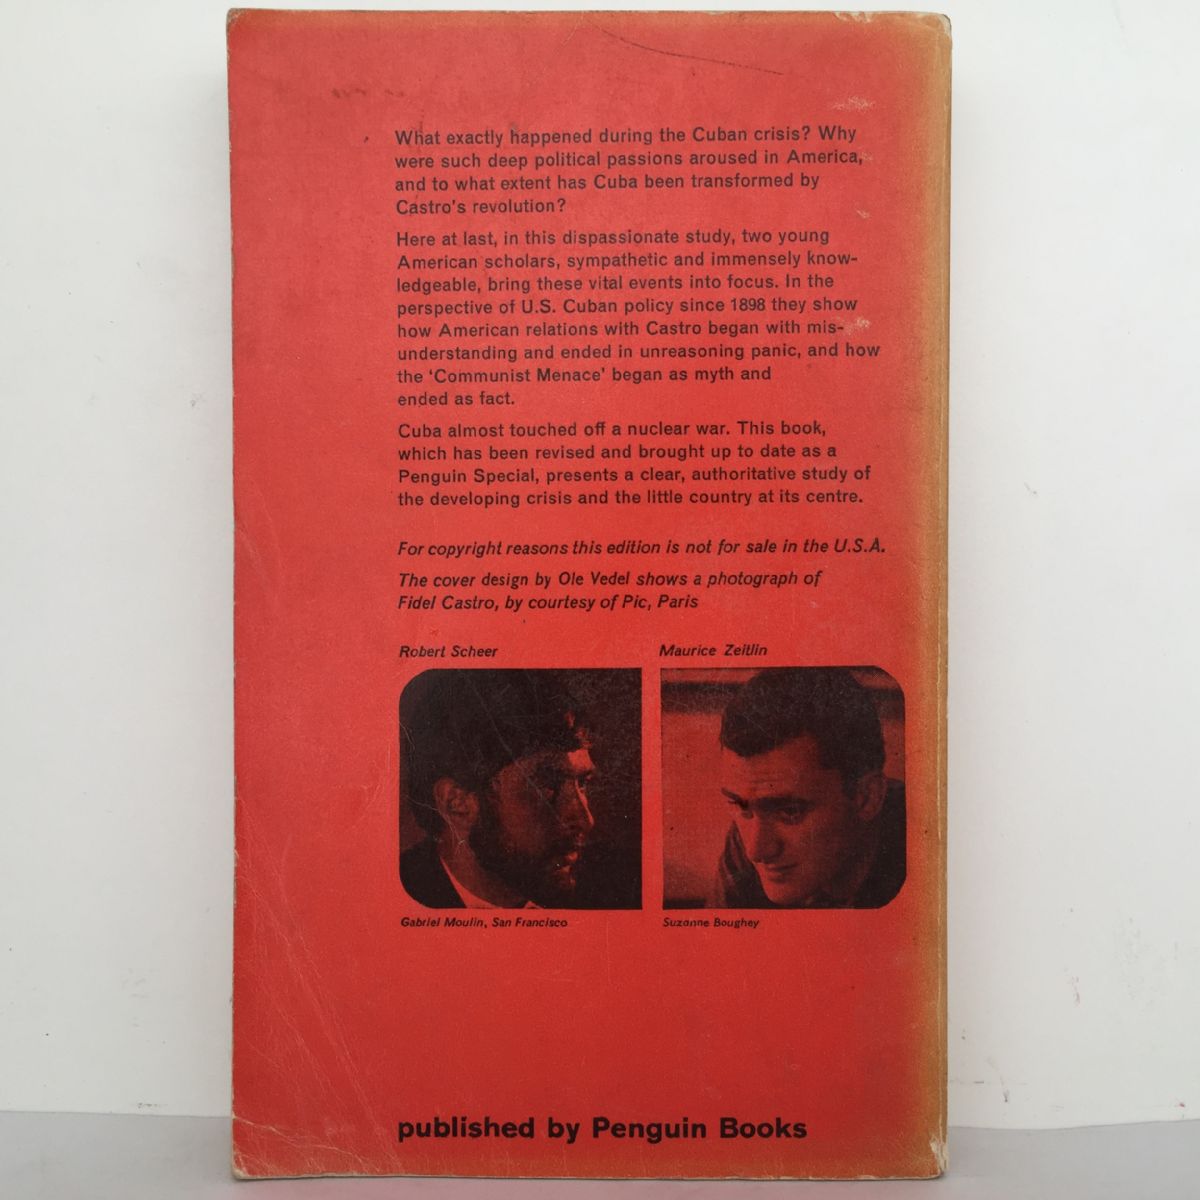 What exactly happened during the Cuban crisis? Why
were such deep political passions aroused in America,
and to what extent has Cuba been transformed by
Castro's revolution?
Here at last, in this dispassionate study, two young
American scholars, sympathetic and immensely know-
ledgeable, bring these vital events into focus. In the
perspective of U.S. Cuban policy since 1898 they show
how American relations with Castro began with mis-
understanding and ended in unreasoning panic, and how
the ‘Communist Menace’ began as myth and
ended as fact.
Cuba almost touched off a nuclear war. This book,
which has been revised and brought up to date as a
Penguin Special, presents a clear, authoritative study of
the developing crisis and the little country at its centre.
For copyright reasons this edition is not for sale in the U.S.A.
The cover design by Ole Vedel shows a photograph of
Fidel Castro, by courtesy of Pic, Paris
Robert Scheer
Maurice Zeitlin
Gabriel Moulin, San Francisco
Suzanne Boughey
published by Penguin Books